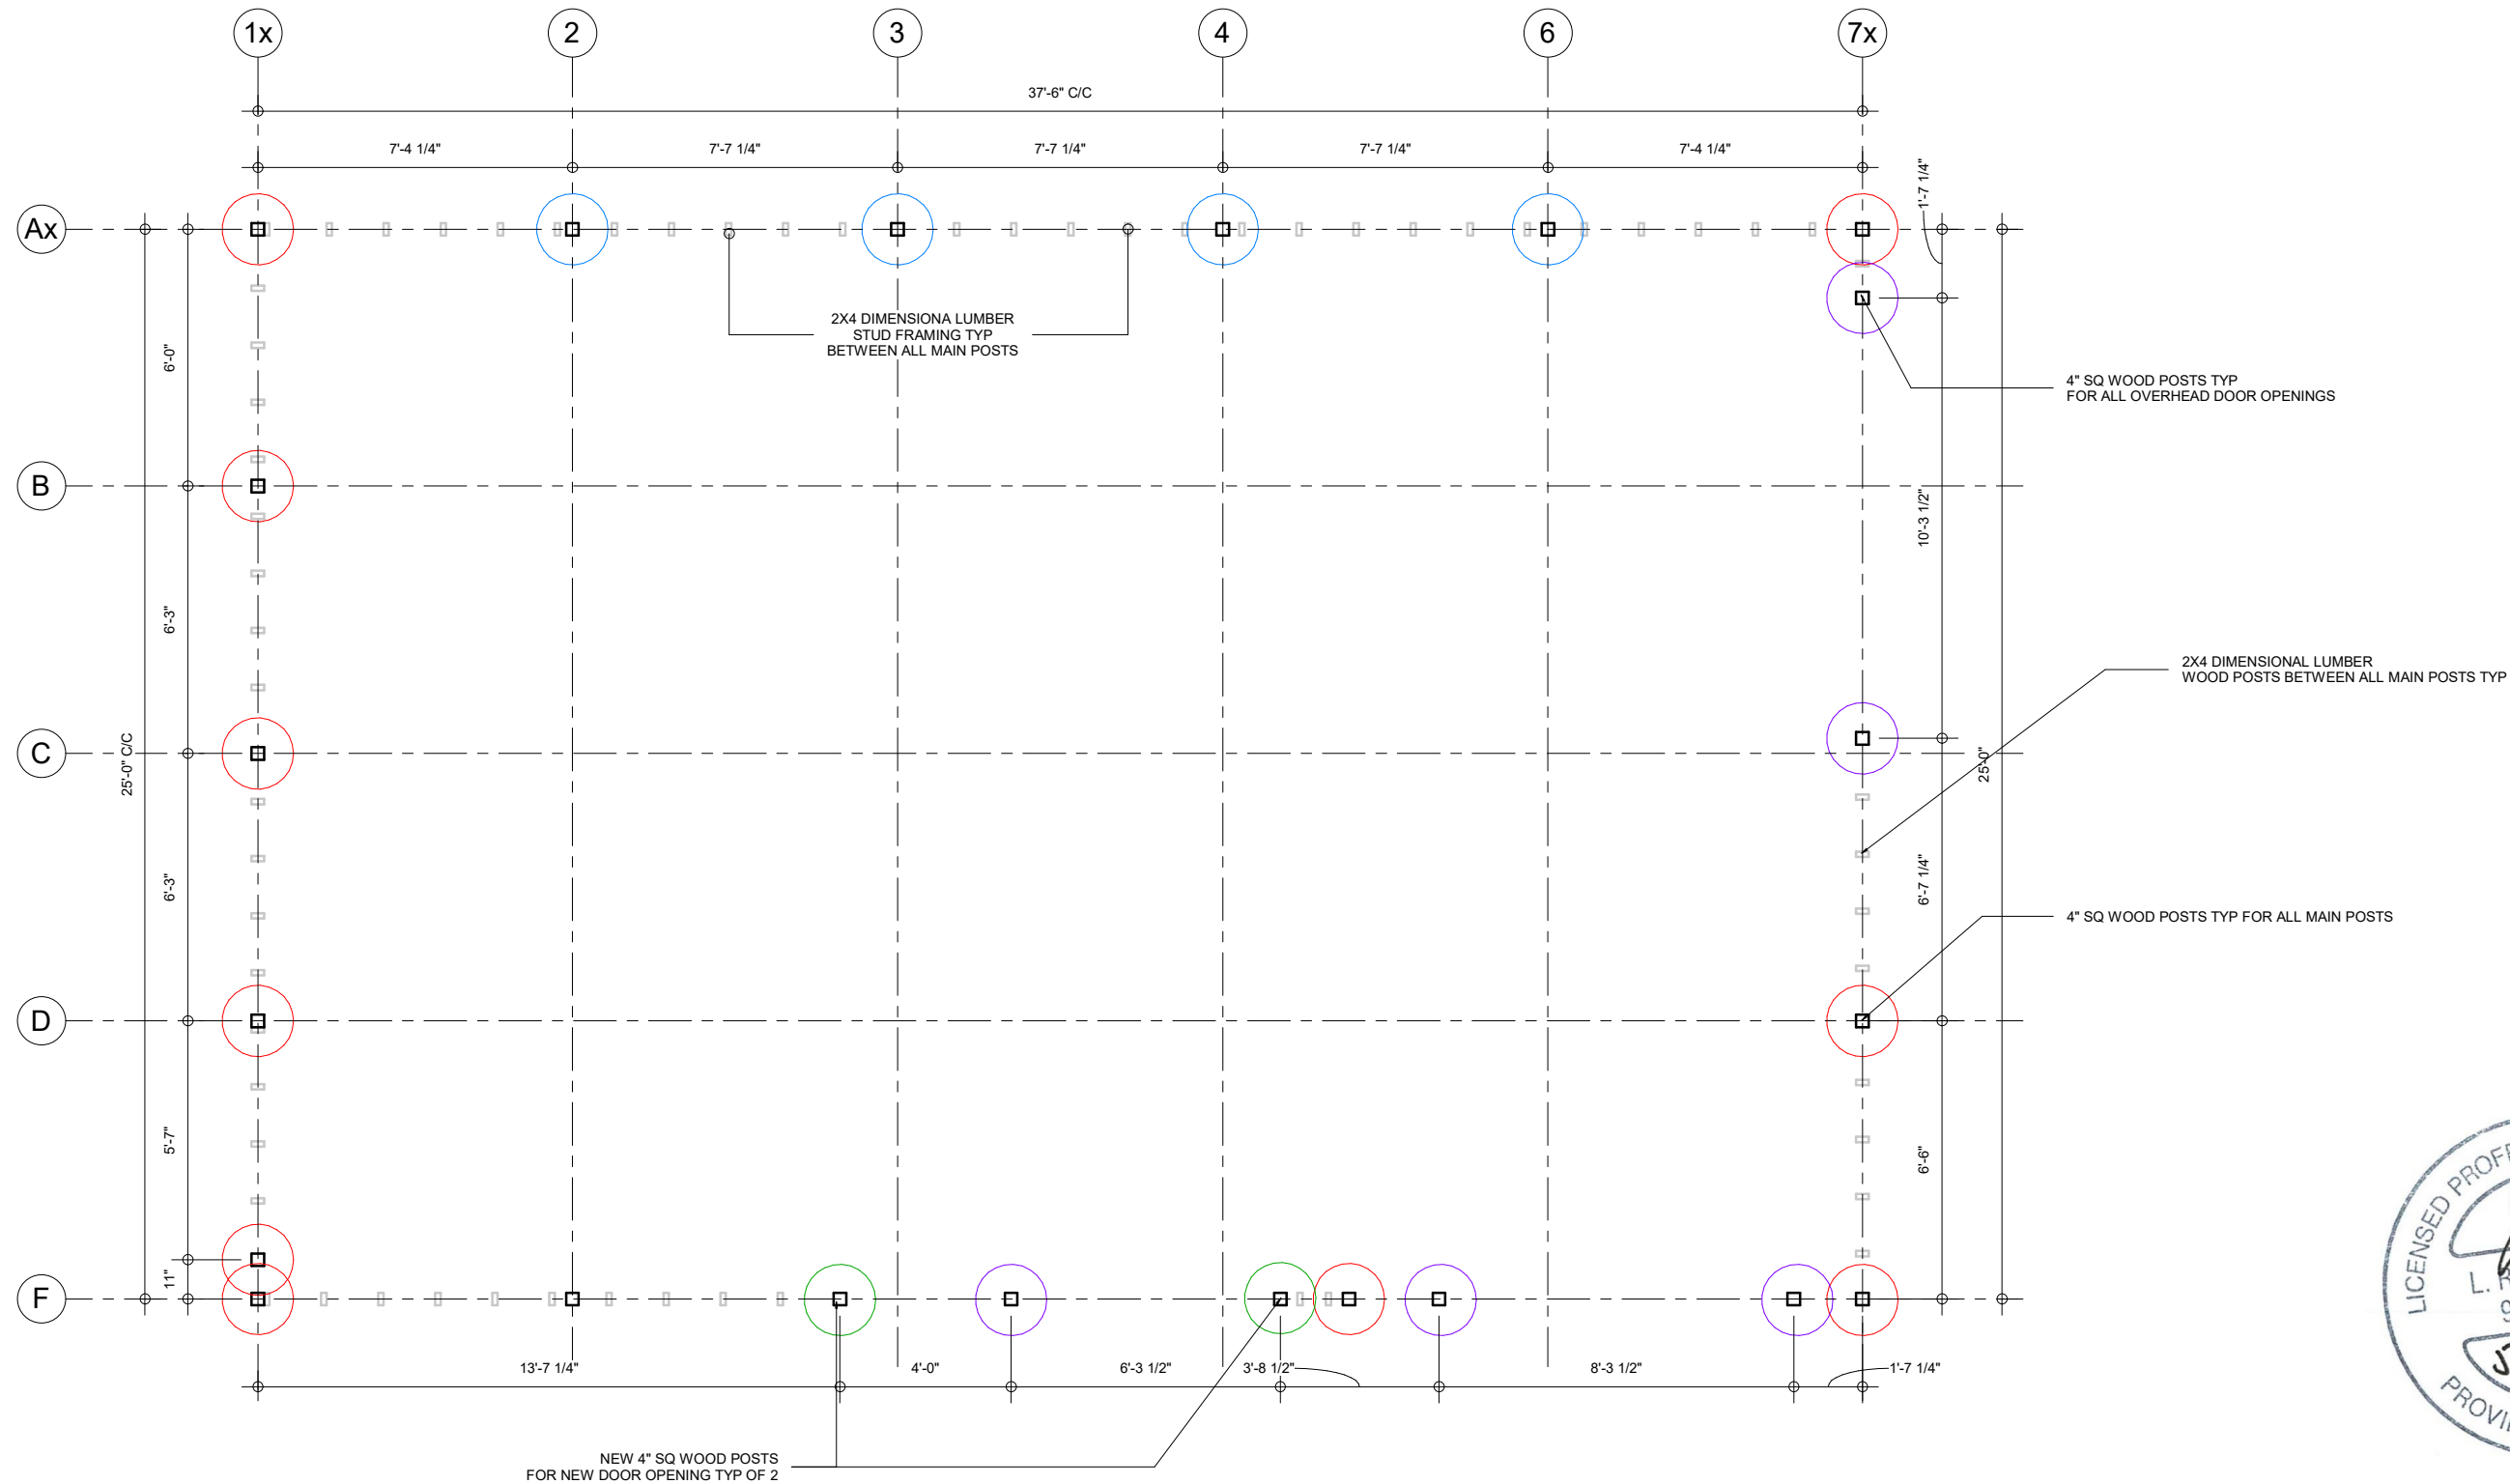 1x 2 3 4 6 7x
37'-6" C/C
7'-4 1/4" 7'-7 1/4" 7'-7 1/4" 7'-7 1/4" 7'-4 1/4"
1'-7 1/4"
Ax
2X4 DIMENSIONA LUMBER
STUD FRAMING TYP
BETWEEN ALL MAIN POSTS
6'-0"
4" SQ WOOD POSTS TYP
FOR ALL OVERHEAD DOOR OPENINGS
B
10'-3 1/2"
6'-3"
2X4 DIMENSIONAL LUMBER
WOOD POSTS BETWEEN ALL MAIN POSTS TYP
C
25'-0" C/C
25'-0"
6'-3"
6'-7 1/4"
4" SQ WOOD POSTS TYP FOR ALL MAIN POSTS
D
5'-7"
6'-6"
11"
F
13'-7 1/4" 4'-0" 6'-3 1/2" 3'-8 1/2" 8'-3 1/2" 1'-7 1/4"
NEW 4" SQ WOOD POSTS
FOR NEW DOOR OPENING TYP OF 2
LICENSED